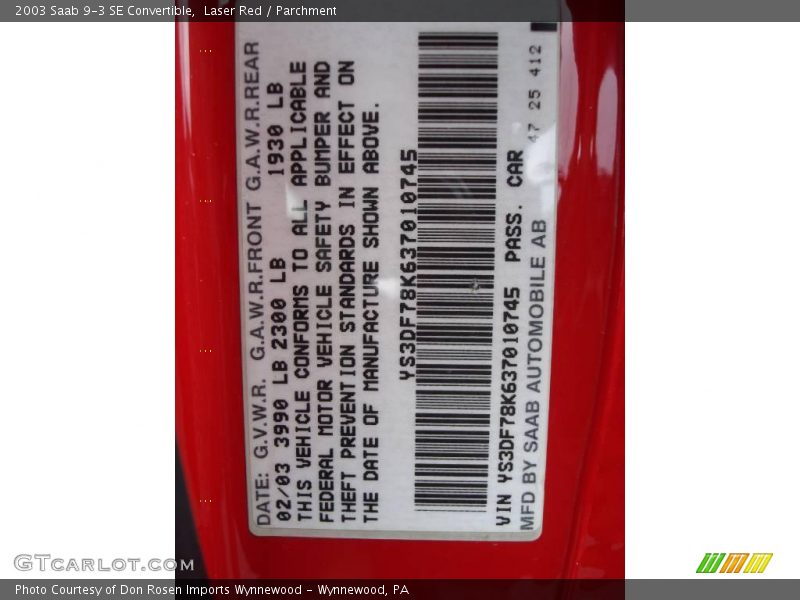 2003 Saab 9-3 SE Convertible,  Laser Red / Parchment
DATE: G.V.W.R. G.A.W.R.FRONT G.A.W.R.REAR
02/03 3990 LB 2300 LB 1930 LB
THIS VEHICLE CONFORMS TO ALL APPLICABLE
FEDERAL MOTOR VEHICLE SAFETY BUMPER AND
THEFT PREVENTION STANDARDS IN EFFECT ON
THE DATE OF MANUFACTURE SHOWN ABOVE.
YS3DF78K637010745
VIN YS3DF78K637010745 PASS. CAR
MFD BY SAAB AUTOMOBILE AB 47 25 412
GTCarlot.com
Photo Courtesy of Don Rosen Imports Wynnewood - Wynnewood, PA